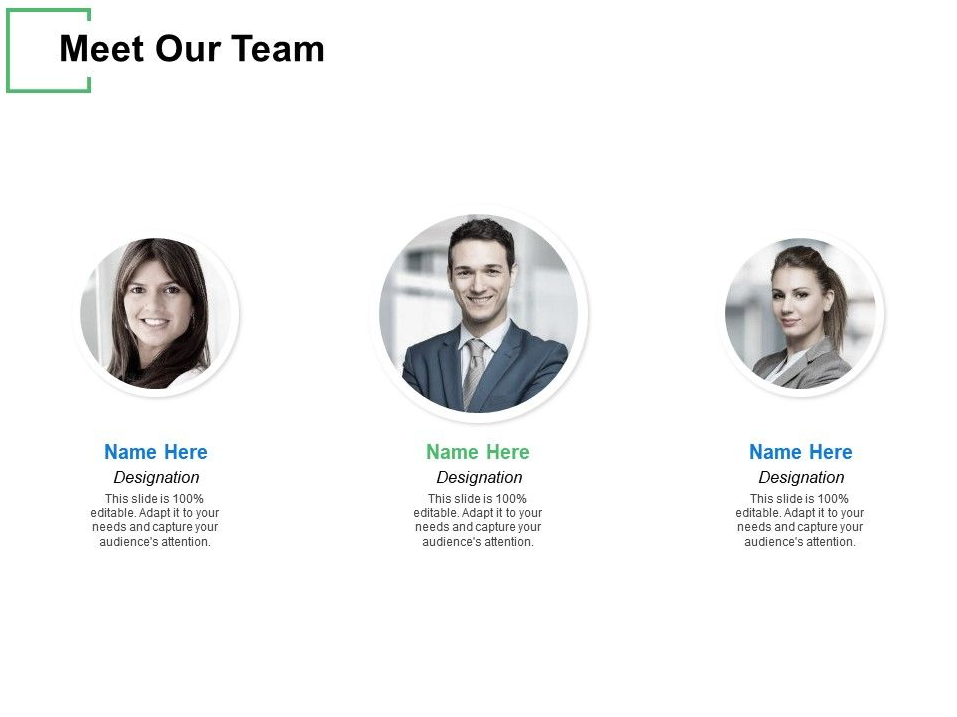 Meet Our Team
Name Here
Designation
This slide is 100%
editable. Adapt it to your
needs and capture your
audience's attention.
Name Here
Designation
This slide is 100%
editable. Adapt it to your
needs and capture your
audience's attention.
Name Here
Designation
This slide is 100%
editable. Adapt it to your
needs and capture your
audience's attention.